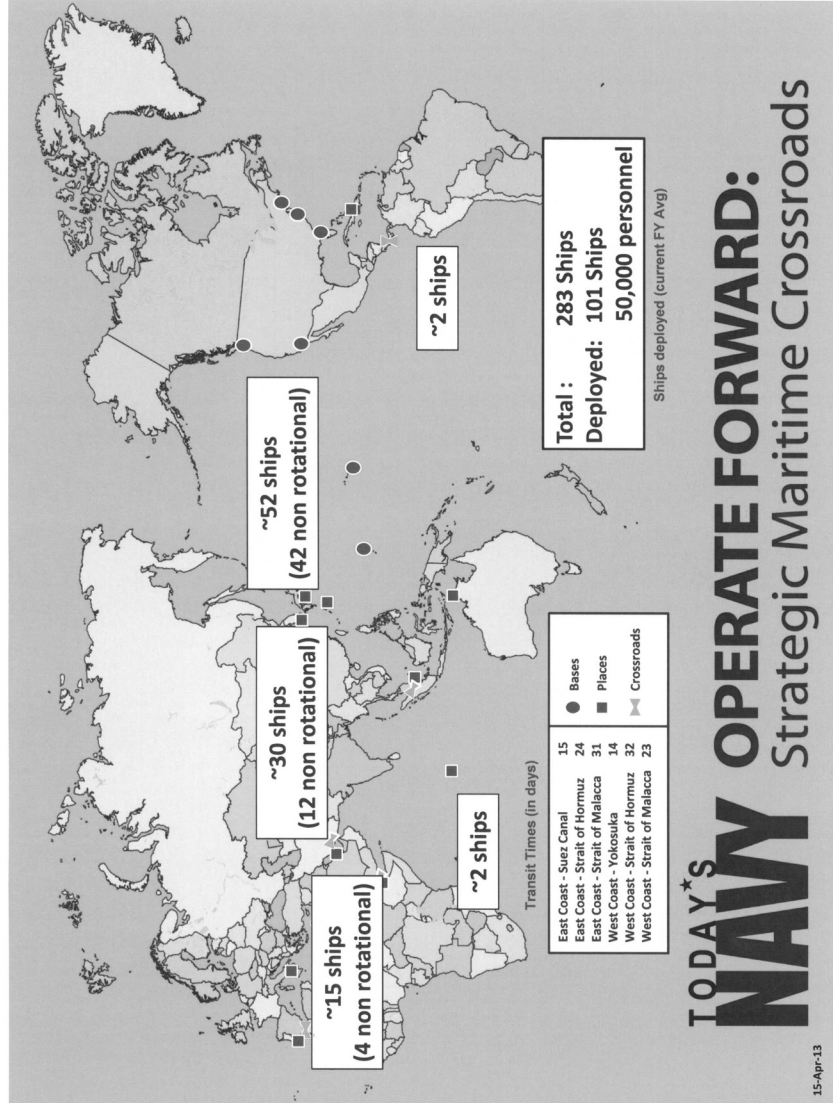 ~15 ships
(4 non rotational)
~30 ships
(12 non rotational)
~52 ships
(42 non rotational)
~2 ships
~2 ships
Transit Times (in days)
East Coast - Suez Canal 15
East Coast - Strait of Hormuz 24
East Coast - Strait of Malacca 31
West Coast - Yokosuka 14
West Coast - Strait of Hormuz 32
West Coast - Strait of Malacca 23
Bases
Places
Crossroads
Total : 283 Ships
Deployed: 101 Ships
50,000 personnel
Ships deployed (current FY Avg)
TODAY'S
NAVY OPERATE FORWARD:
Strategic Maritime Crossroads
15-Apr-13